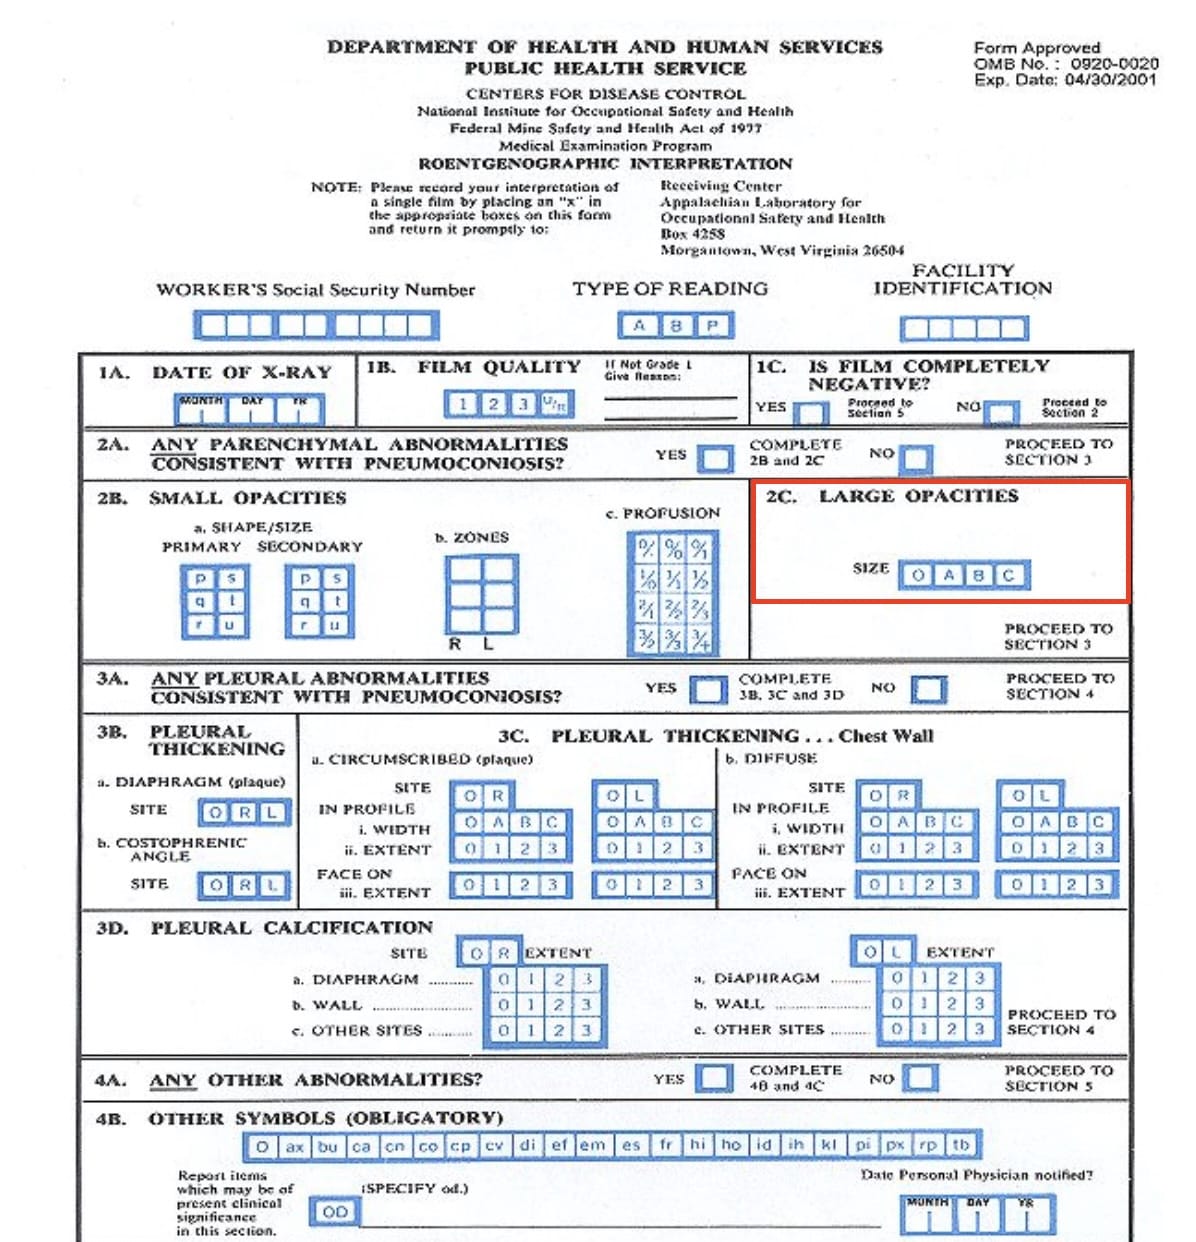 DEPARTMENT OF HEALTH AND HUMAN SERVICES
PUBLIC HEALTH SERVICE
CENTERS FOR DISEASE CONTROL
National Institute for Occupational Safety and Health
Federal Mine Safety and Health Act of 1977
Medical Examination Program
ROENTGENOGRAPHIC INTERPRETATION
Form Approved
OMB No. : 0920-0020
Exp. Date: 04/30/2001
NOTE: Please record your interpretation of
a single film by placing an "x" in
the appropriate boxes on this form
and return it promptly to:
Receiving Center
Appalachian Laboratory for
Occupational Safety and Health
Box 4258
Morgantown, West Virginia 26504
WORKER'S Social Security Number
TYPE OF READING
A B P
FACILITY
IDENTIFICATION
1A. DATE OF X-RAY
MONTH DAY YR
1B. FILM QUALITY
1 2 3 U/R
If Not Grade 1
Give Reason:
1C. IS FILM COMPLETELY
NEGATIVE?
YES Proceed to
Section 5
NO Proceed to
Section 2
2A. ANY PARENCHYMAL ABNORMALITIES
CONSISTENT WITH PNEUMOCONIOSIS?
YES COMPLETE
2B and 2C
NO PROCEED TO
SECTION 3
2B. SMALL OPACITIES
a. SHAPE/SIZE
PRIMARY SECONDARY
p s p s
q t q t
r u r u
b. ZONES
R L
c. PROFUSION
0/- 0/0 0/1
1/0 1/1 1/2
2/1 2/2 2/3
3/2 3/3 3/+
2C. LARGE OPACITIES
SIZE O A B C
PROCEED TO
SECTION 3
3A. ANY PLEURAL ABNORMALITIES
CONSISTENT WITH PNEUMOCONIOSIS?
YES COMPLETE
3B, 3C and 3D
NO PROCEED TO
SECTION 4
3B. PLEURAL
THICKENING
a. DIAPHRAGM (plaque)
SITE O R L
b. COSTOPHRENIC
ANGLE
SITE O R L
3C. PLEURAL THICKENING . . . Chest Wall
a. CIRCUMSCRIBED (plaque)
SITE O R O L
IN PROFILE
i. WIDTH O A B C O A B C
ii. EXTENT 0 1 2 3 0 1 2 3
FACE ON
iii. EXTENT 0 1 2 3 0 1 2 3
b. DIFFUSE
SITE O R O L
IN PROFILE
i. WIDTH O A B C O A B C
ii. EXTENT 0 1 2 3 0 1 2 3
FACE ON
iii. EXTENT 0 1 2 3 0 1 2 3
3D. PLEURAL CALCIFICATION
SITE O R EXTENT
a. DIAPHRAGM .......... 0 1 2 3
b. WALL .................. 0 1 2 3
c. OTHER SITES .......... 0 1 2 3
O L EXTENT
a. DIAPHRAGM .......... 0 1 2 3
b. WALL .................. 0 1 2 3
c. OTHER SITES .......... 0 1 2 3
PROCEED TO
SECTION 4
4A. ANY OTHER ABNORMALITIES?
YES COMPLETE
4B and 4C
NO PROCEED TO
SECTION 5
4B. OTHER SYMBOLS (OBLIGATORY)
O ax bu ca cn co cp cv di ef em es fr hi ho id ih kl pi px rp tb
Report items
which may be of
present clinical
significance
in this section.
OD
(SPECIFY od.)
Date Personal Physician notified?
MONTH DAY YR